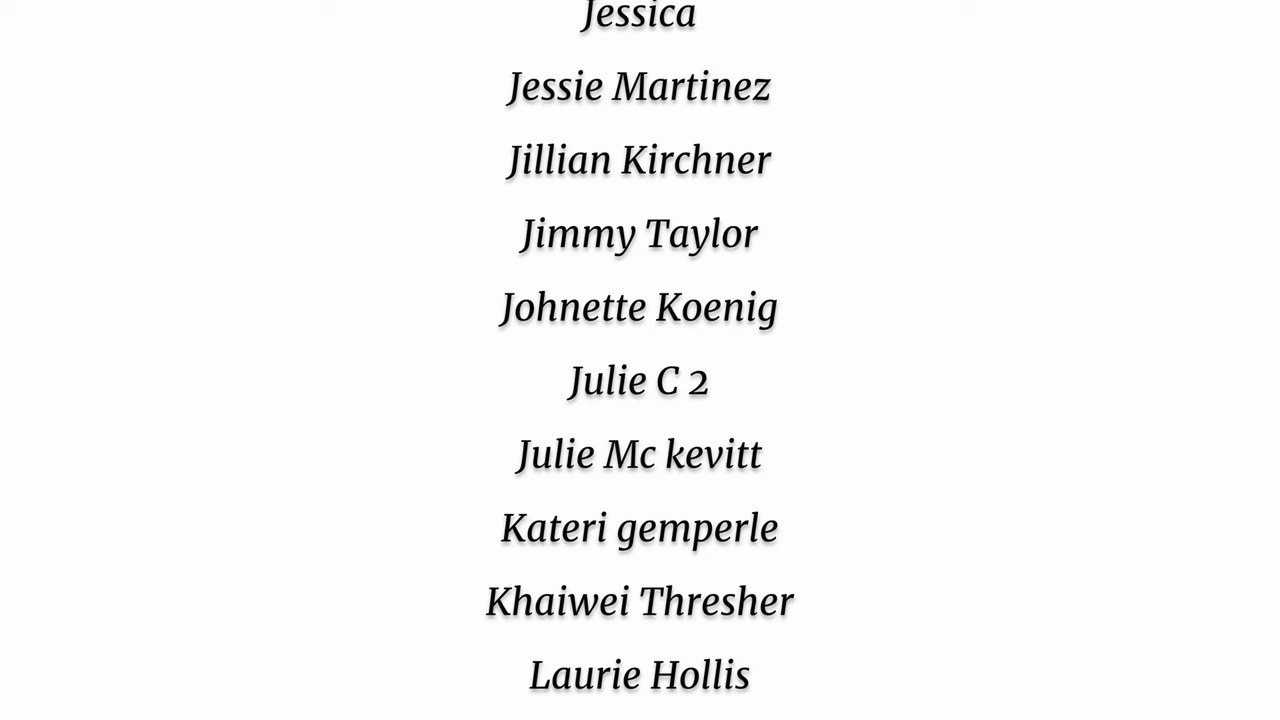 Jessica
Jessie Martinez
Jillian Kirchner
Jimmy Taylor
Johnette Koenig
Julie C 2
Julie Mc kevitt
Kateri gemperle
Khaiwei Thresher
Laurie Hollis